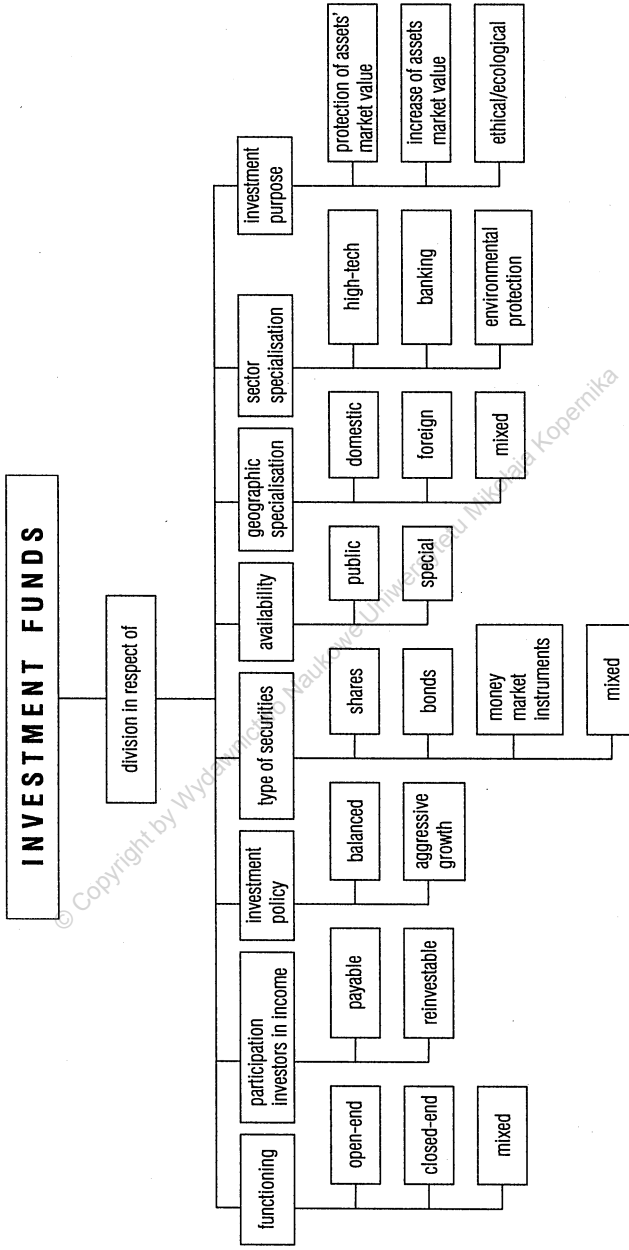 INVESTMENT FUNDS
division in respect of
functioning
open-end
closed-end
mixed
participation
investors in income
payable
reinvestable
investment
policy
balanced
aggressive
growth
type of securities
shares
bonds
money
market
instruments
mixed
availability
public
special
geographic
specialisation
domestic
foreign
mixed
sector
specialisation
high-tech
banking
environmental
protection
investment
purpose
protection of assets'
market value
increase of assets
market value
ethical/ecological
© Copyright by Wydawnictwo Naukowe Uniwersytetu Mikołaja Kopernika